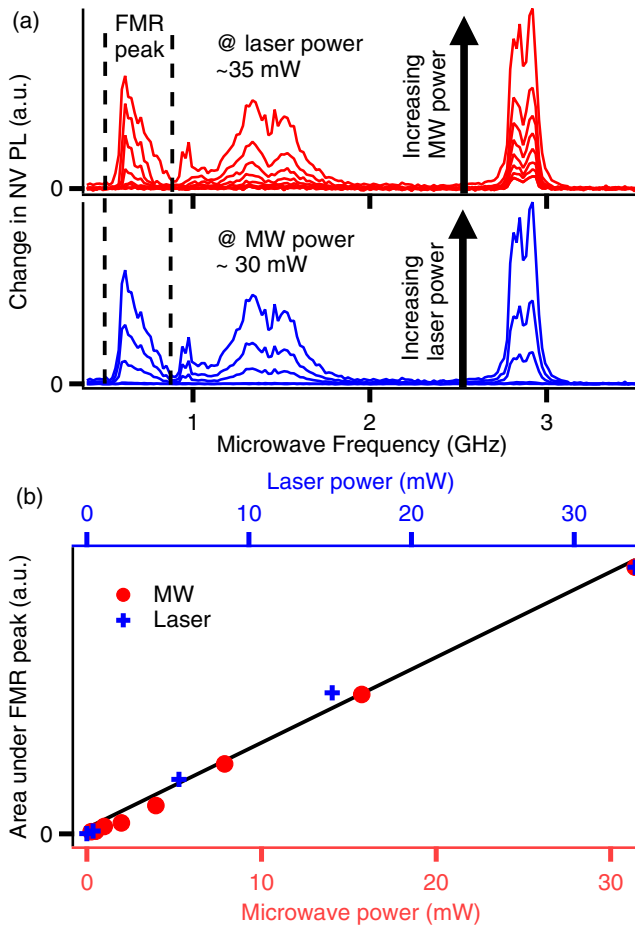 (a)
FMR
peak
@ laser power
~35 mW
Increasing
MW power
0
@ MW power
~ 30 mW
Increasing
laser power
0
Change in NV PL (a.u.)
1
2
3
Microwave Frequency (GHz)
(b)
Laser power (mW)
0
10
20
30
MW
Laser
Area under FMR peak (a.u.)
0
0
10
20
30
Microwave power (mW)